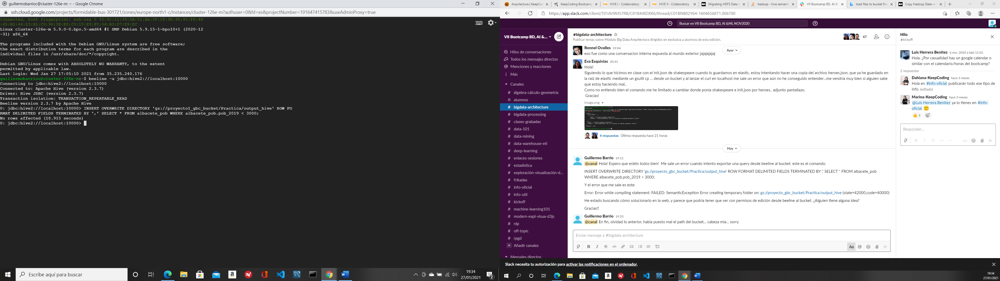 guillermobarrioc@cluster-126e-m: ~ - Google Chrome
ssh.cloud.google.com/projects/formidable-bus-301721/zones/europe-north1-c/instances/cluster-126e-m?authuser=0&hl=es&projectNumber=101647415783&useAdminProxy=true
Connected, host fingerprint: ssh-rsa 0 55:9C:12:39:5B:51:BA:0F:C8:9E:95:9C:F6:4D
:65:B2:44:23:B1:C0:96:3E:E8:C0:15:E8:F0:04:B3:D7:89:DC
Linux cluster-126e-m 5.9.0-0.bpo.5-amd64 #1 SMP Debian 5.9.15-1~bpo10+1 (2020-12
-31) x86_64
The programs included with the Debian GNU/Linux system are free software;
the exact distribution terms for each program are described in the
individual files in /usr/share/doc/*/copyright.
Debian GNU/Linux comes with ABSOLUTELY NO WARRANTY, to the extent
permitted by applicable law.
Last login: Wed Jan 27 17:05:10 2021 from 35.235.240.176
guillermobarrioc@cluster-126e-m:~$ beeline -u jdbc:hive2://localhost:10000
Connecting to jdbc:hive2://localhost:10000
Connected to: Apache Hive (version 2.3.7)
Driver: Hive JDBC (version 2.3.7)
Transaction isolation: TRANSACTION_REPEATABLE_READ
Beeline version 2.3.7 by Apache Hive
0: jdbc:hive2://localhost:10000> INSERT OVERWRITE DIRECTORY 'gs://proyecto1_gbc_bucket/Practica/output_hive' ROW FO
RMAT DELIMITED FIELDS TERMINATED BY ',' SELECT * FROM albacete_pob WHERE albacete_pob.pob_2019 < 3000;
No rows affected (18.915 seconds)
0: jdbc:hive2://localhost:10000>
Escribe aquí para buscar
19:34
27/01/2021
2
Arquitectura | KeepCod
KeepCoding Bootcamp
HIVE I - Colaboratory
HIVE II - Colaboratory
Migrating HDFS Data t
hadoop - hive semanti
VII Bootcamp BD, AI &
load files to bucket fro
Copy Hadoop Data —
https://app.slack.com/client/T01AV9M57RB/C01B4JKDXK6/thread/C01BN802Y64-1604656871.006700
Buscar en VII Bootcamp BD, AI &ML NOV2020
VII Bootcamp BD, AI &...
Hilos de conversaciones
Todos los mensajes directos
Menciones y reacciones
Más
Canales
# álgebra-cálculo-geometría
alumnos
# bigdata-architecture
# bigdata-processing
# clases-grabadas
# data-101
# data-mining
# data-warehouse-etl
# deep-learning
# enlaces-sesiones
# estadística
# exploración-visualización-d...
# frikadas
# info-oficial
# info-util
# kickoff
# machine-learning101
# modern-expl-visua-d3js
# nlp
# off-topic
# rpgd
+ Añadir canales
Mensajes directos
#bigdata-architecture
Publicar temas sobre Módulo Big Data Arquitectura dirigidos en exclusiva a alumnos de esta edición.
47
Ayer
Ronnel Ovalles 19:04
eso fue como una conversacion interna expuesta al mundo exterior jajajajajaj
Eva Esquivias 20:41
Hola!
Siguiendo lo que hicimos en clase con el init.json de shakespeare cuando lo guardamos en elastic, estoy intentando hacer una copia del archivo heroes.json, que ya he guardado en
la raíz de elastic mediante un gsutil cp ... desde un bucket y al lanzar el curl en localhost me sale un error que aún no he conseguido entender...me vendría muy bien si alguien sabe
qué estoy haciendo mal..
Como no entiendo bien el comando me he limitado a cambiar donde ponía shakespeare e init.json por heroes.. adjunto pantallazo.
Gracias!
image.png
4 respuestas Última respuesta hace 21 horas
Hoy
Guillermo Barrio 19:11
@canal Hola! Espero que estéis todos bien! Me sale un error cuando intento exportar una query desde beeline al bucket: este es el comando:
INSERT OVERWRITE DIRECTORY 'gs://proyecto_gbc_bucket/Practica/output_hive' ROW FORMAT DELIMITED FIELDS TERMINATED BY ',' SELECT * FROM albacete_pob
WHERE albacete_pob.pob_2019 < 3000;
Y el error que me sale es este:
Error: Error while compiling statement: FAILED: SemanticException Error creating temporary folder on: gs://proyecto_gbc_bucket/Practica/output_hive (state=42000,code=40000)
He estado buscando cómo solucionarlo en la web, y parece que podría tener que ver con permisos de edición desde beeline al bucket. ¿Alguien tiene alguna idea?
Gracias!!
Guillermo Barrio 19:33
@canal En fin, olvidad lo anterior, había puesto mal el path del bucket... cabeza mía... sorry
Enviar mensaje a #bigdata-architecture
Hilo
#kickoff
Luis Herrera Benitez 6 nov. 2020 a la(s) 11:01
Hola. ¿Por casualidad hay un google calendar o
similar con el calendario/horas del bootcamp?
2 respuestas
Dahiana-KeepCoding hace 3 meses
Hola en #info-oficial publicarán todo ese tipo de
info. (editado)
Marina-KeepCoding hace 3 meses
@Luis Herrera Benitez ya lo tienes en #info-
oficial
1
Responder...
Slack necesita tu autorización para activar las notificaciones en el ordenador.
19:34
27/01/2021